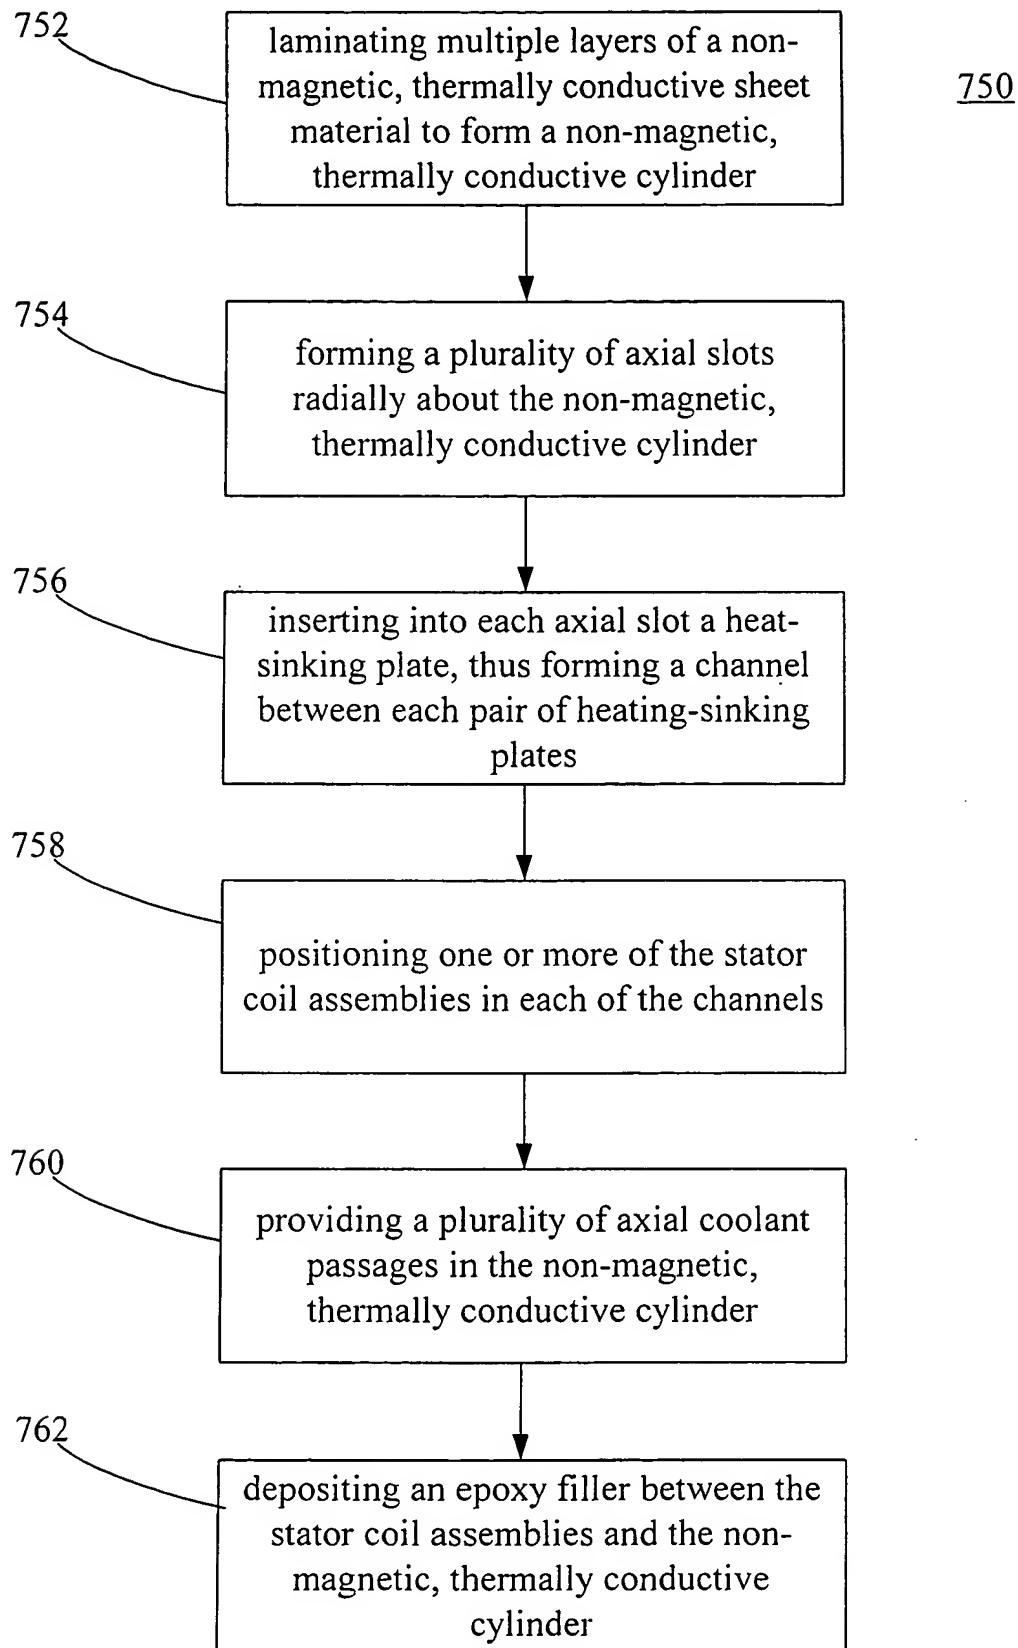 752
laminating multiple layers of a non-
magnetic, thermally conductive sheet
material to form a non-magnetic,
thermally conductive cylinder
750
754
forming a plurality of axial slots
radially about the non-magnetic,
thermally conductive cylinder
756
inserting into each axial slot a heat-
sinking plate, thus forming a channel
between each pair of heating-sinking
plates
758
positioning one or more of the stator
coil assemblies in each of the channels
760
providing a plurality of axial coolant
passages in the non-magnetic,
thermally conductive cylinder
762
depositing an epoxy filler between the
stator coil assemblies and the non-
magnetic, thermally conductive
cylinder